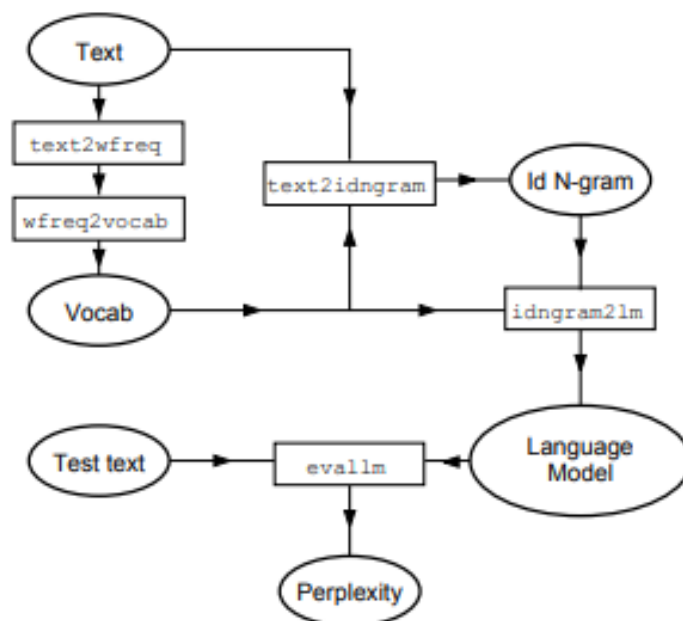 Text
text2wfreq
text2idngram
Id N-gram
wfreq2vocab
Vocab
idngram2lm
Test text
evallm
Language
Model
Perplexity